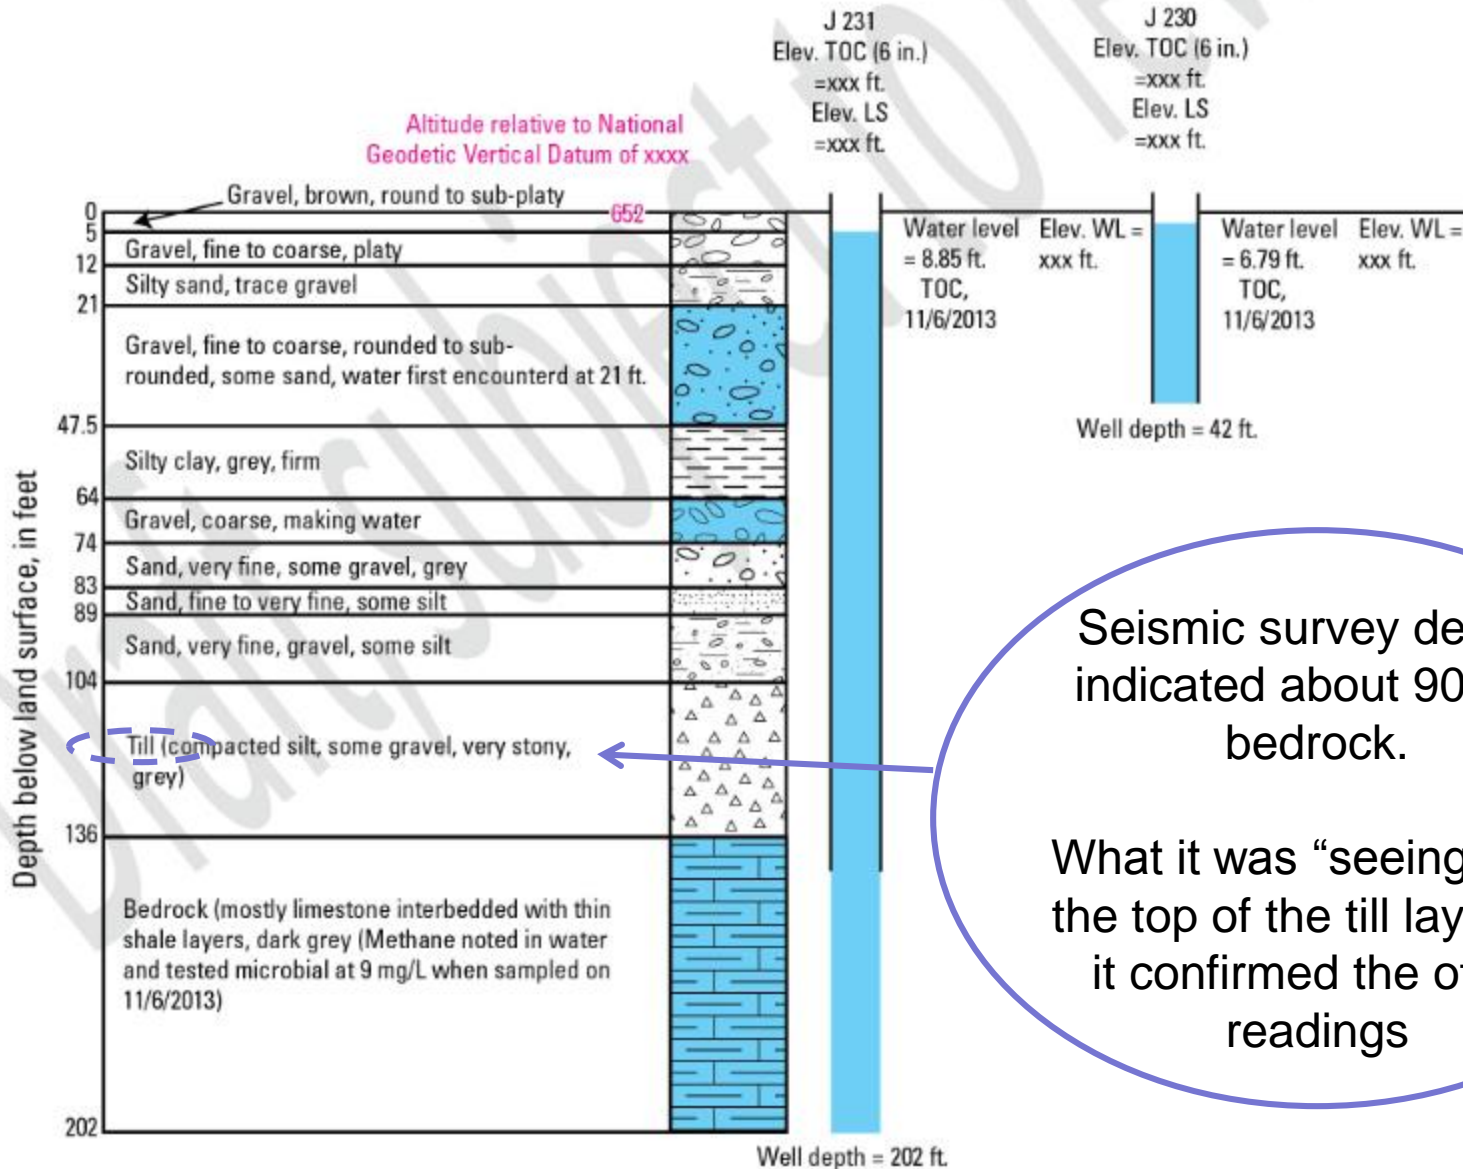 J 231
Elev. TOC (6 in.)
=xxx ft.
Elev. LS
=xxx ft.
J 230
Elev. TOC (6 in.)
=xxx ft.
Elev. LS
=xxx ft.
Altitude relative to National
Geodetic Vertical Datum of xxxx
652
Depth below land surface, in feet
0
Gravel, brown, round to sub-platy
5
Gravel, fine to coarse, platy
12
Silty sand, trace gravel
21
Gravel, fine to coarse, rounded to sub-
rounded, some sand, water first encounterd at 21 ft.
47.5
Silty clay, grey, firm
64
Gravel, coarse, making water
74
Sand, very fine, some gravel, grey
83
Sand, fine to very fine, some silt
89
Sand, very fine, gravel, some silt
104
Till (compacted silt, some gravel, very stony,
grey)
136
Bedrock (mostly limestone interbedded with thin
shale layers, dark grey (Methane noted in water
and tested microbial at 9 mg/L when sampled on
11/6/2013)
202
Water level
= 8.85 ft.
TOC,
11/6/2013
Elev. WL =
xxx ft.
Water level
= 6.79 ft.
TOC,
11/6/2013
Elev. WL =
xxx ft.
Well depth = 42 ft.
Well depth = 202 ft.
Seismic survey
indicated about 90
bedrock.
What it was “seeing
the top of the till
it confirmed the
readings
Draft subject to